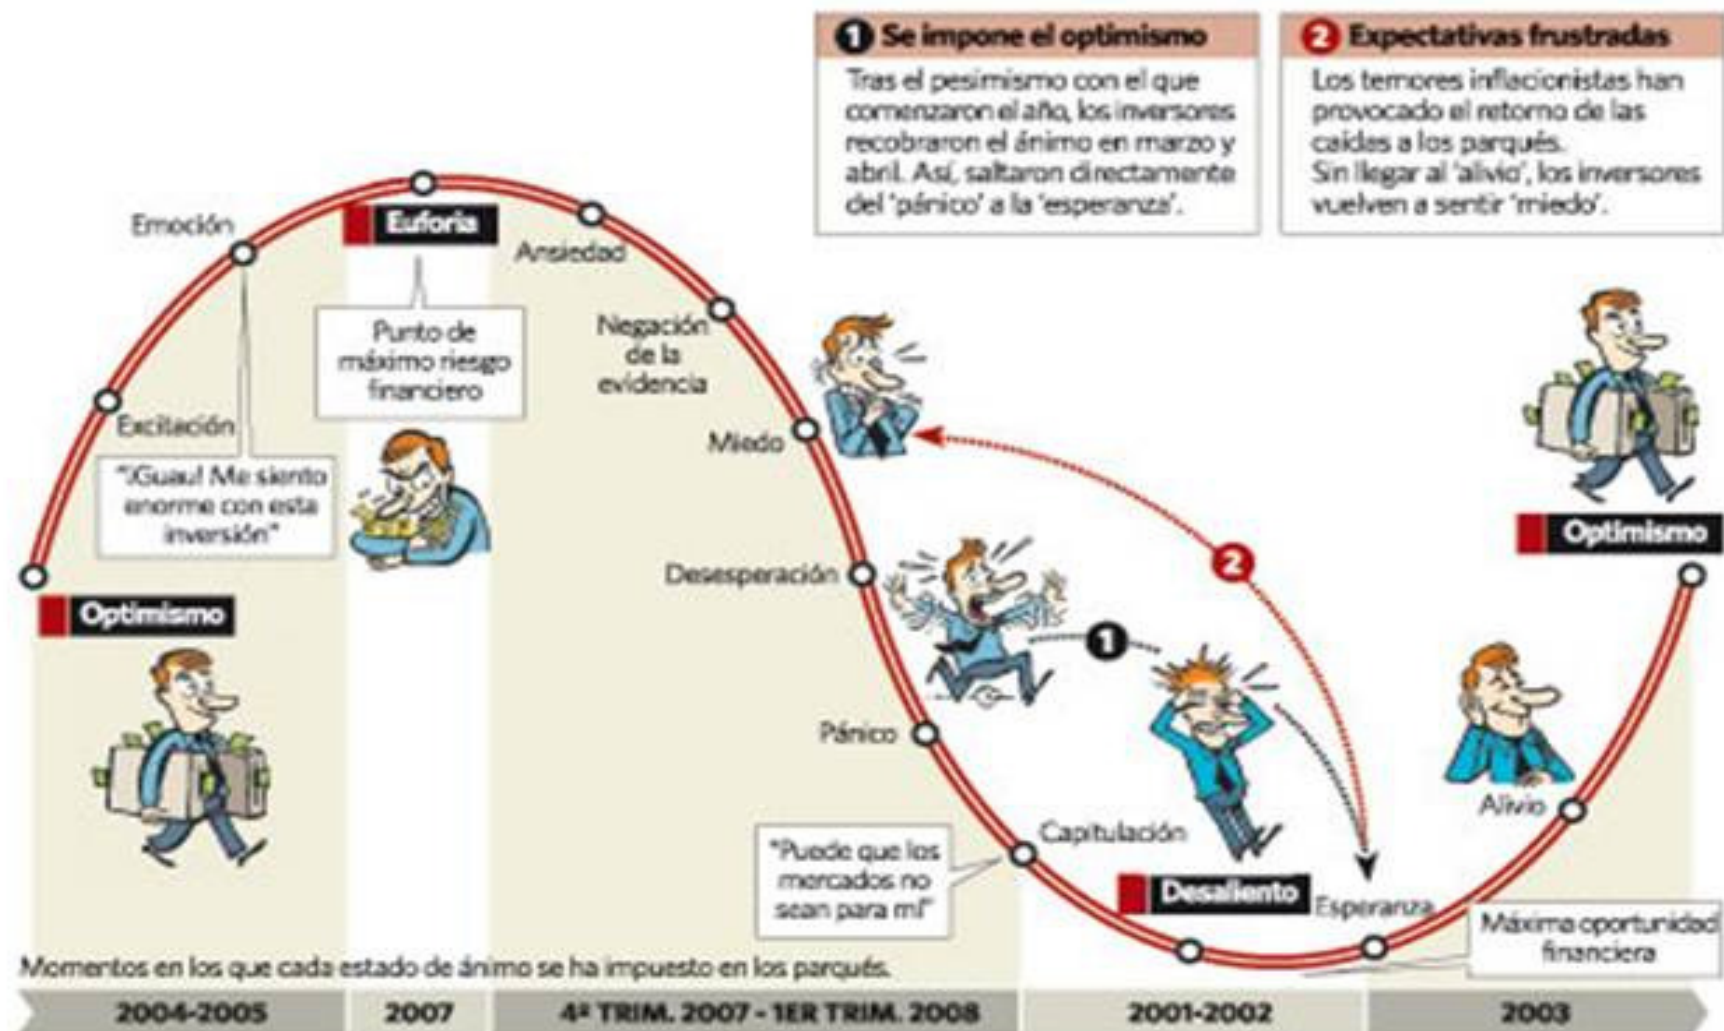 1 Se impone el optimismo
Tras el pesimismo con el que
comenzaron el año, los inversores
recobraron el ánimo en marzo y
abril. Así, saltaron directamente
del 'pánico' a la 'esperanza'.
2 Expectativas frustradas
Los temores inflacionistas han
provocado el retorno de las
caídas a los parqués.
Sin llegar al 'alivio', los inversores
vuelven a sentir 'miedo'.
Emoción
Euforia
Ansiedad
Punto de
máximo riesgo
financiero
Negación
de la
evidencia
Excitación
"¡Guau! Me siento
enorme con esta
inversión"
Miedo
Optimismo
2
Desesperación
Optimismo
1
Pánico
Alivio
Capitulación
"Puede que los
mercados no
sean para mí"
Desaliento
Esperanza
Máxima oportunidad
financiera
Momentos en los que cada estado de ánimo se ha impuesto en los parqués.
2004-2005
2007
4º TRIM. 2007 - 1ER TRIM. 2008
2001-2002
2003